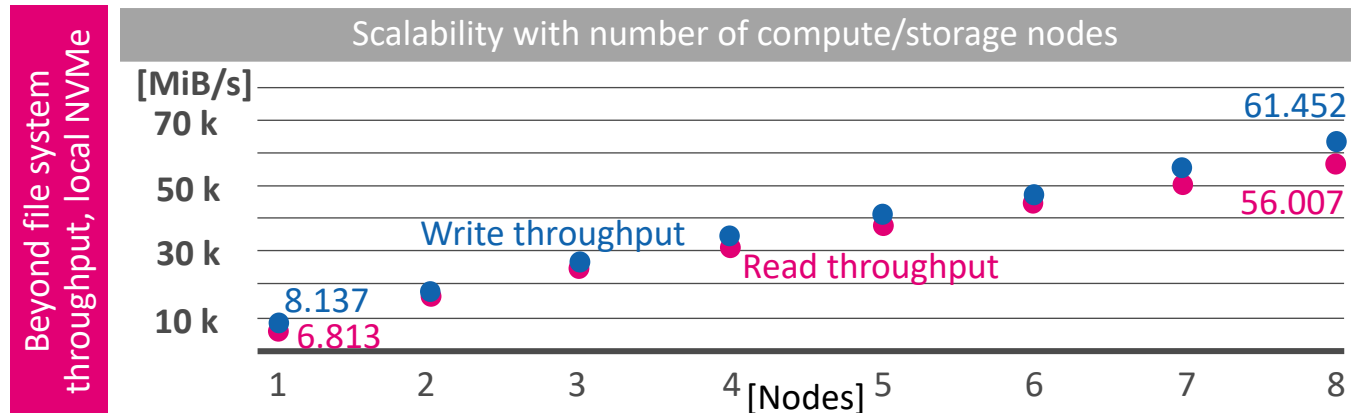 Beyond file system
throughput, local NVMe
Scalability with number of compute/storage nodes
[MiB/s]
70 k
50 k
30 k
10 k
61.452
56.007
Write throughput
Read throughput
8.137
6.813
1 2 3 4 5 6 7 8
[Nodes]